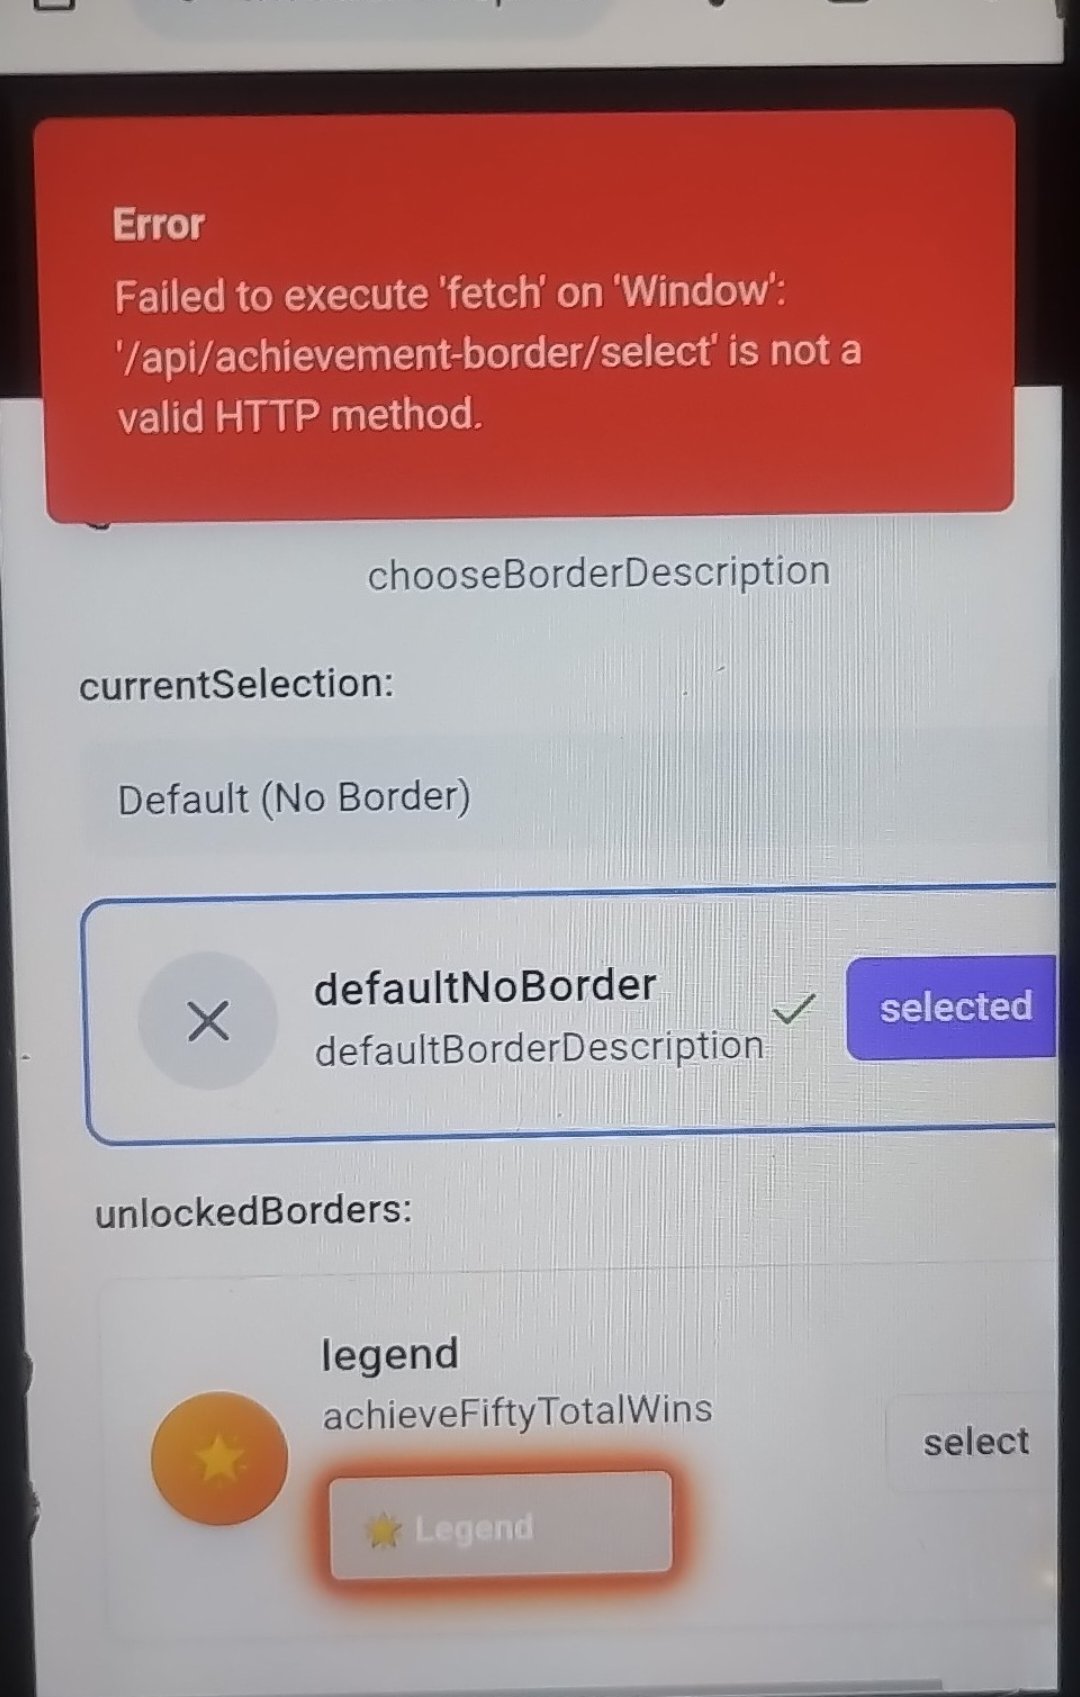 Error
Failed to execute 'fetch' on 'Window':
'/api/achievement-border/select' is not a
valid HTTP method.
chooseBorderDescription
currentSelection:
Default (No Border)
defaultNoBorder
defaultBorderDescription
selected
unlockedBorders:
legend
achieveFiftyTotalWins
select
Legend